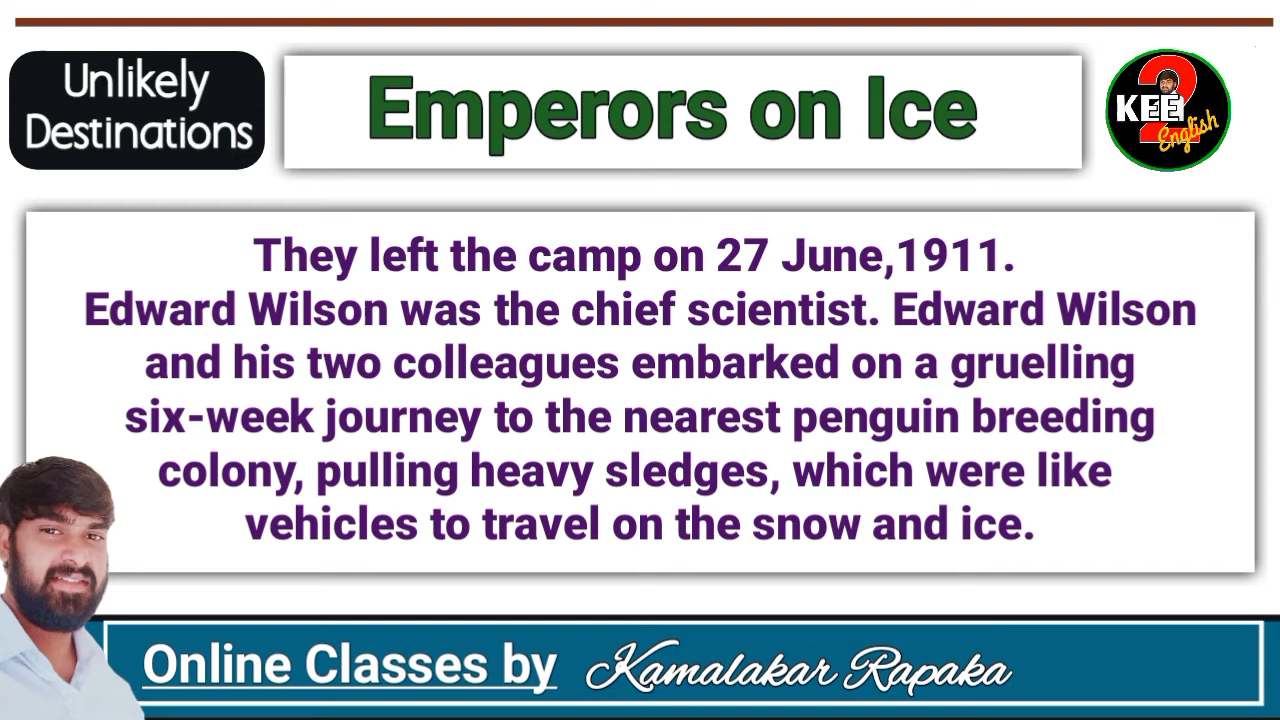 Unlikely
Destinations
Emperors on Ice
KEE
2
English
They left the camp on 27 June,1911.
Edward Wilson was the chief scientist. Edward Wilson
and his two colleagues embarked on a gruelling
six-week journey to the nearest penguin breeding
colony, pulling heavy sledges, which were like
vehicles to travel on the snow and ice.
Online Classes by Kamalakar Rapaka